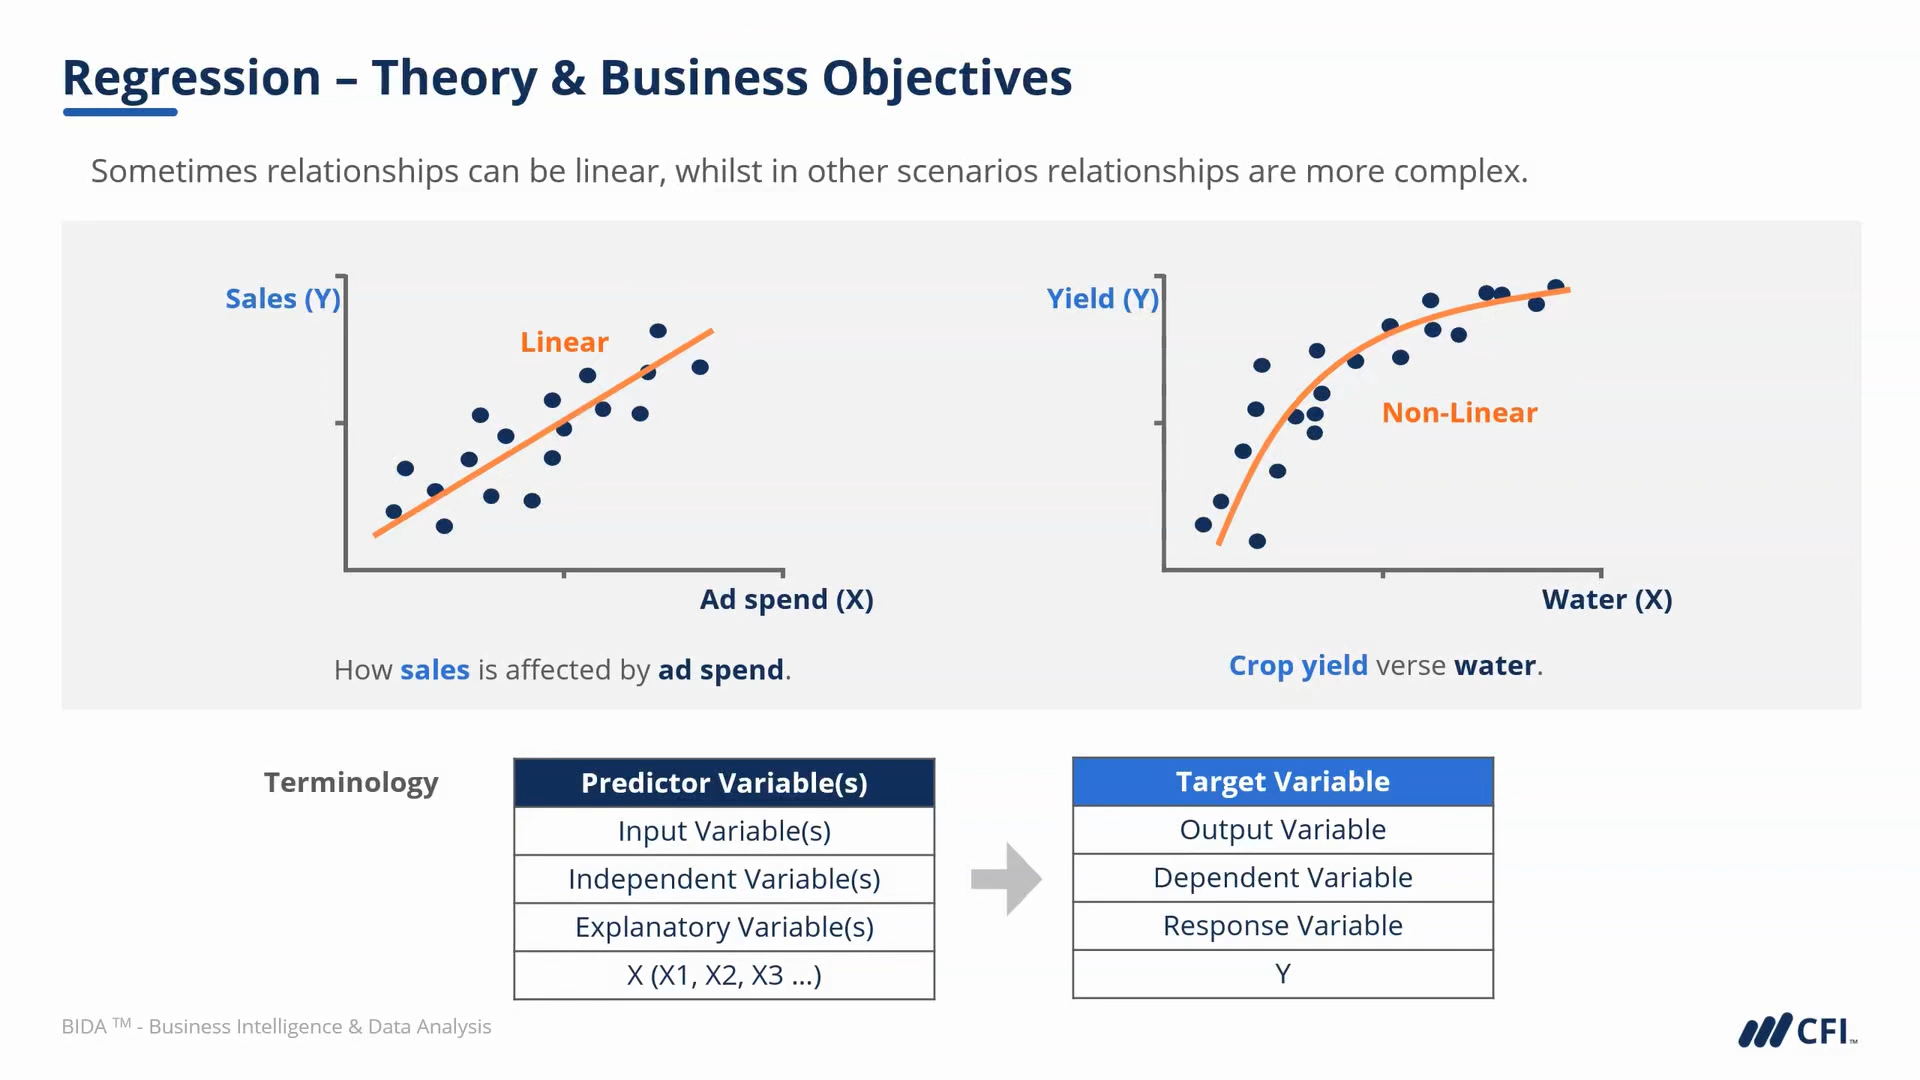 Regression – Theory & Business Objectives
Sometimes relationships can be linear, whilst in other scenarios relationships are more complex.
Sales (Y)
Linear
Ad spend (X)
How sales is affected by ad spend.
Yield (Y)
Non-Linear
Water (X)
Crop yield verse water.
Terminology
Predictor Variable(s)
Input Variable(s)
Independent Variable(s)
Explanatory Variable(s)
X (X1, X2, X3 ...)
Target Variable
Output Variable
Dependent Variable
Response Variable
Y
BIDA ™ - Business Intelligence & Data Analysis
CFI™